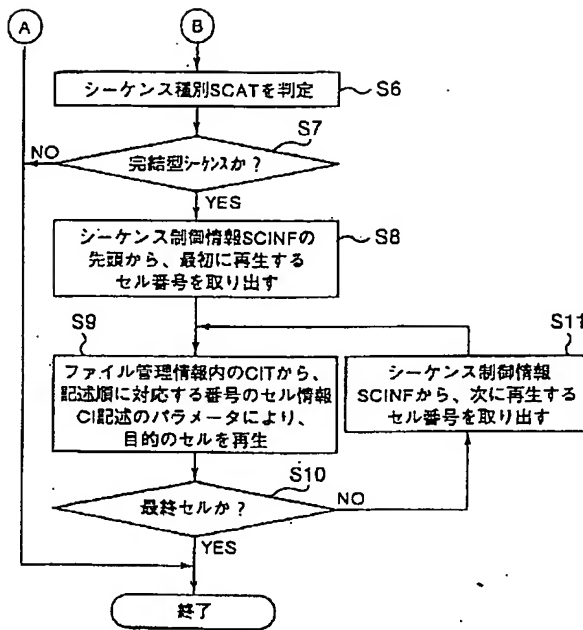 A
B
シーケンス種別SCATを判定
S6
S7
NO
完結型シーケンスか？
YES
シーケンス制御情報SCINFの
先頭から、最初に再生する
セル番号を取り出す
S8
S9
ファイル管理情報内のCITから、
記述順に対応する番号のセル情報
CI記述のパラメータにより、
目的のセルを再生
S11
シーケンス制御情報
SCINFから、次に再生する
セル番号を取り出す
S10
最終セルか？
NO
YES
終了